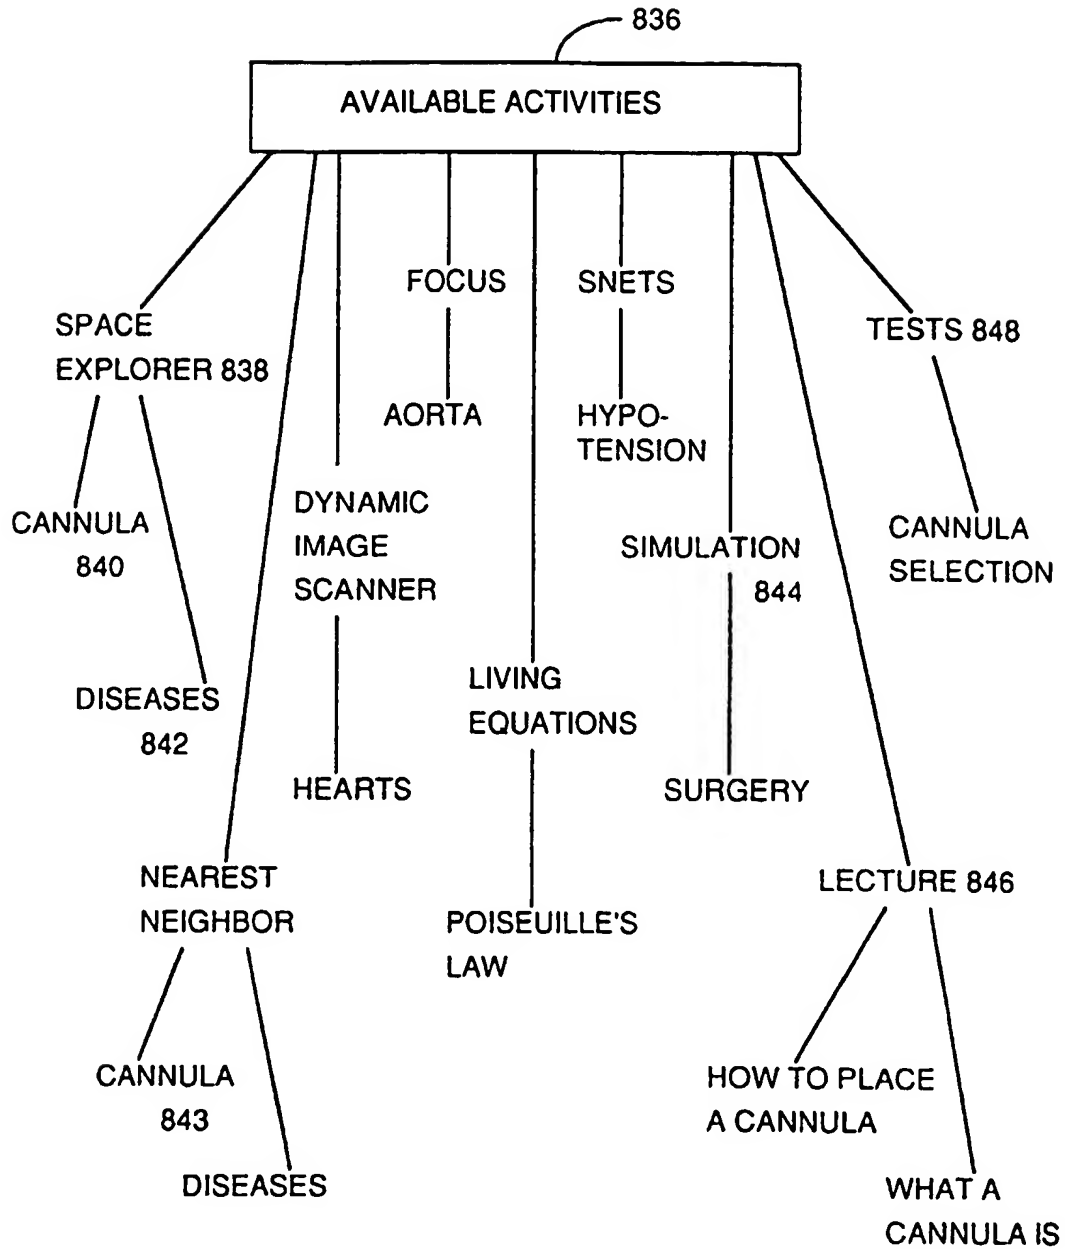 836
AVAILABLE ACTIVITIES
FOCUS
SNETS
SPACE
EXPLORER 838
TESTS 848
AORTA
HYPO-
TENSION
DYNAMIC
IMAGE
SCANNER
CANNULA
840
SIMULATION
844
CANNULA
SELECTION
DISEASES
842
LIVING
EQUATIONS
HEARTS
SURGERY
NEAREST
NEIGHBOR
POISEUILLE'S
LAW
LECTURE 846
CANNULA
843
HOW TO PLACE
A CANNULA
DISEASES
WHAT A
CANNULA IS